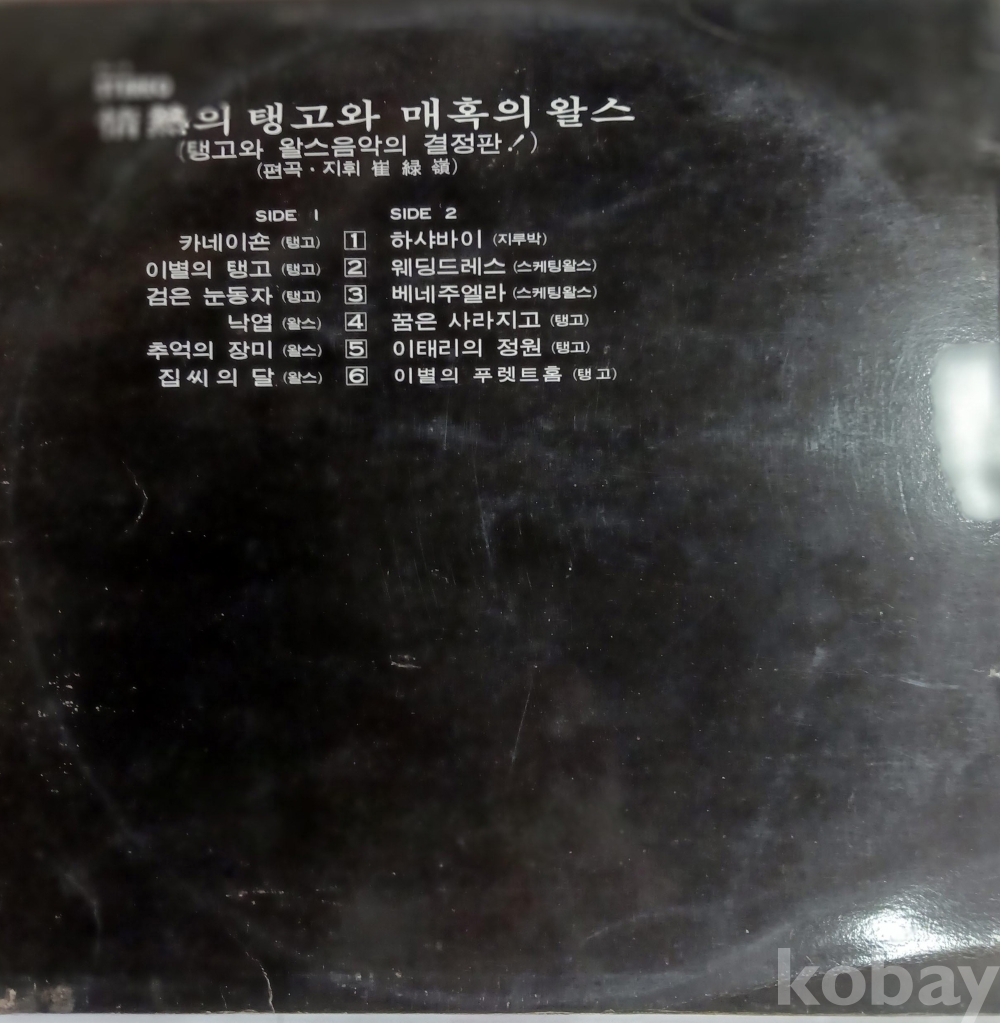 情熱의 탱고와 매혹의 왈스
(탱고와 왈스음악의 결정판!)
(편곡·지휘 崔 緑 嶺)
SIDE 1 SIDE 2
카네이숀 (탱고) 1 하샤바이 (지루박)
이별의 탱고 (탱고) 2 웨딩드레스 (스케팅왈스)
검은 눈동자 (탱고) 3 베네주엘라 (스케팅왈스)
낙엽 (왈스) 4 꿈은 사라지고 (탱고)
추억의 장미 (왈스) 5 이태리의 정원 (탱고)
집씨의 달 (왈스) 6 이별의 푸렛트홈 (탱고)
kobay